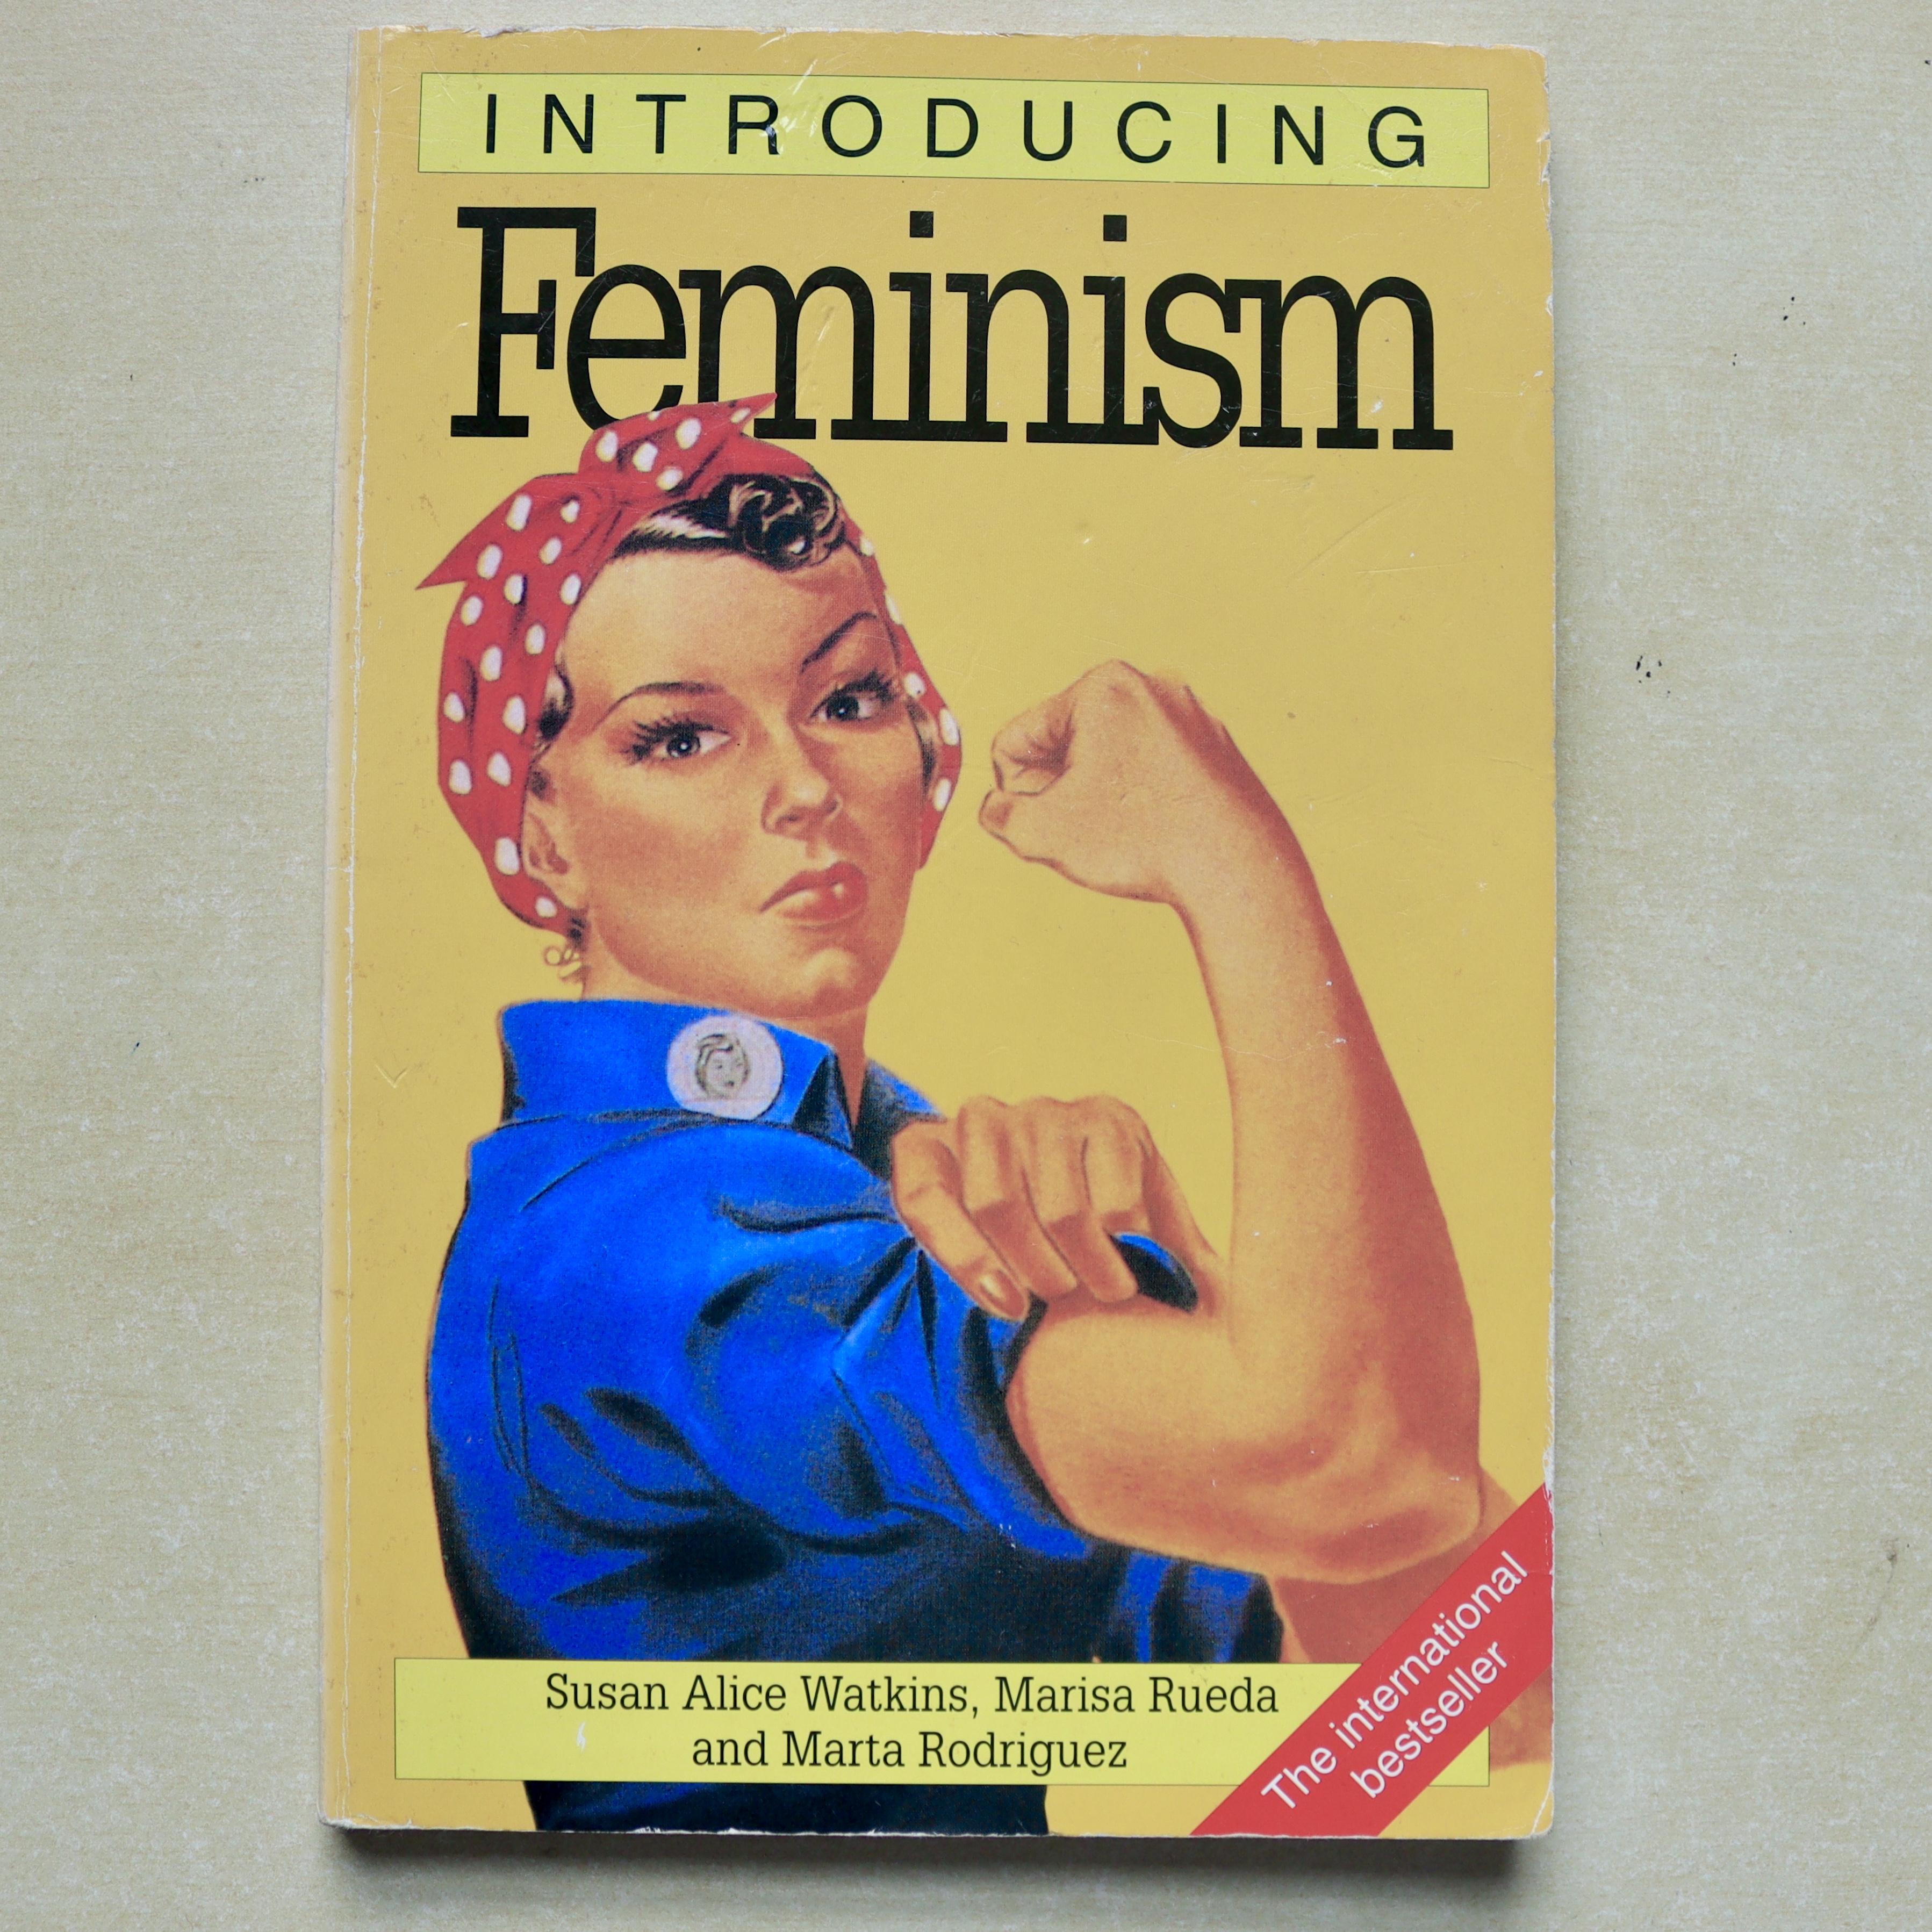 INTRODUCING
Feminism
Susan Alice Watkins, Marisa Rueda
and Marta Rodriguez
The international
bestseller